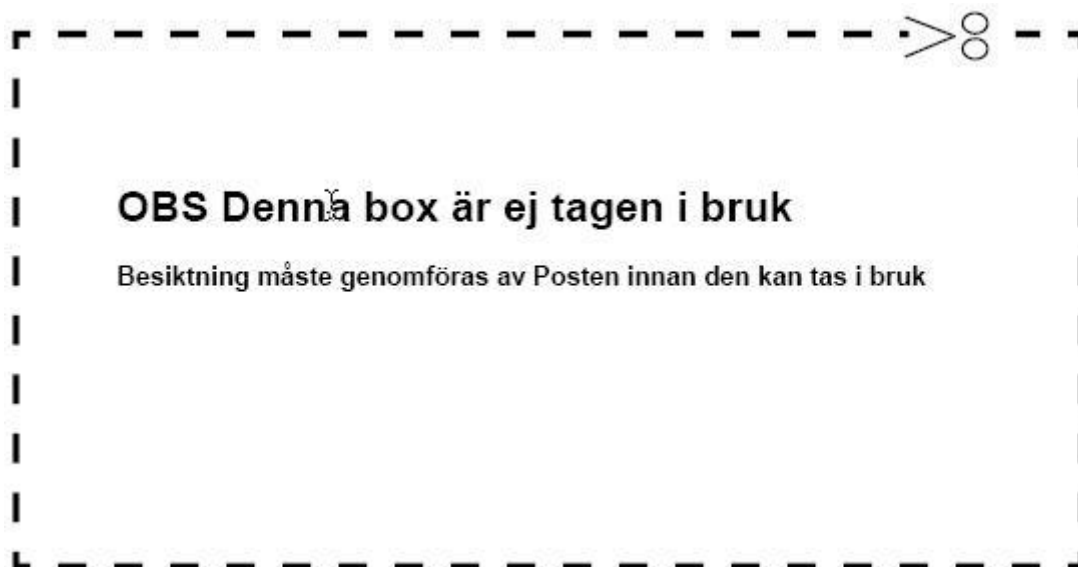 OBS Denna box är ej tagen i bruk
Besiktning måste genomföras av Posten innan den kan tas i bruk